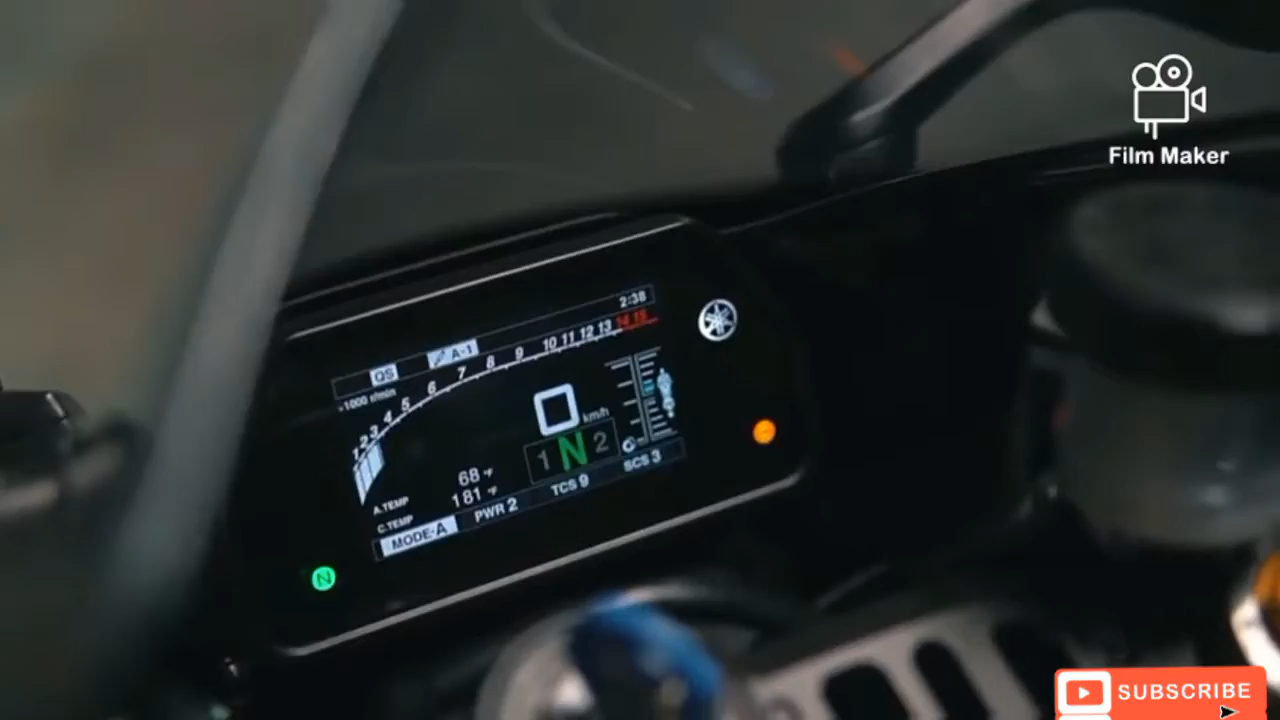 Film Maker
2:38
QS A-1
×1000 r/min
1 2 3 4 5 6 7 8 9 10 11 12 13 14 15
0 km/h
1 N 2
A.TEMP 68 °F
C.TEMP 181 °F
MODE-A PWR 2 TCS 9 SCS 3
N
SUBSCRIBE